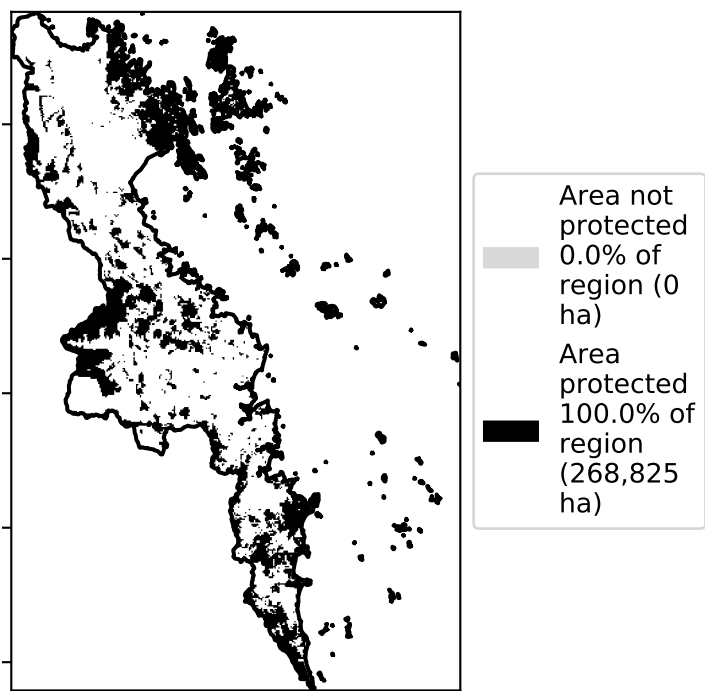 Area not
protected
0.0% of
region (0
ha)
Area
protected
100.0% of
region
(268,825
ha)